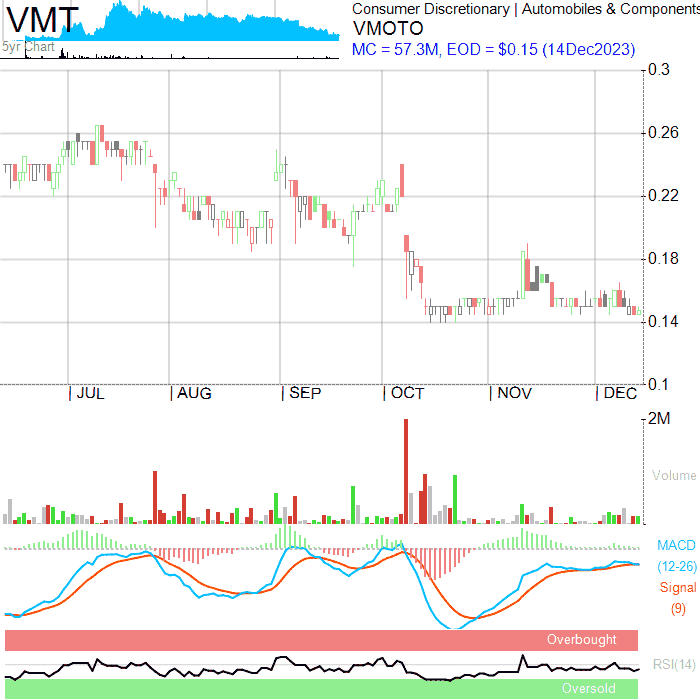 VMT
5yr Chart
Consumer Discretionary | Automobiles & Components
VMOTO
MC = 57.3M, EOD = $0.15 (14Dec2023)
0.3
0.26
0.22
0.18
0.14
0.1
JUL AUG SEP OCT NOV DEC
2M
Volume
MACD
(12-26)
Signal
(9)
Overbought
RSI(14)
Oversold